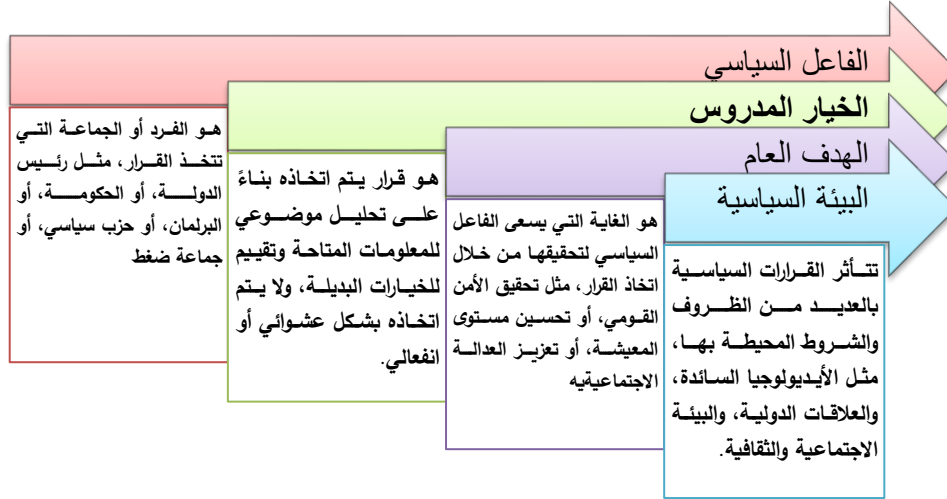 الفاعل السياسي
الخيار المدروس
الهدف العام
البيئة السياسية
هو الفرد أو الجماعة التي
تتخذ القرار، مثل رئيس
الدولة، أو الحكومة، أو
البرلمان، أو حزب سياسي، أو
جماعة ضغط
هو قرار يتم اتخاذه بناءً
على تحليل موضوعي
للمعلومات المتاحة وتقييم
للخيارات البديلة، ولا يتم
اتخاذه بشكل عشوائي أو
انفعالي.
هو الغاية التي يسعى الفاعل
السياسي لتحقيقها من خلال
اتخاذ القرار، مثل تحقيق الأمن
القومي، أو تحسين مستوى
المعيشة، أو تعزيز العدالة
الاجتماعيةيه
تتأثر القرارات السياسية
بالعديد من الظروف
والشروط المحيطة بها،
مثل الأيديولوجيا السائدة،
والعلاقات الدولية، والبيئة
الاجتماعية والثقافية.